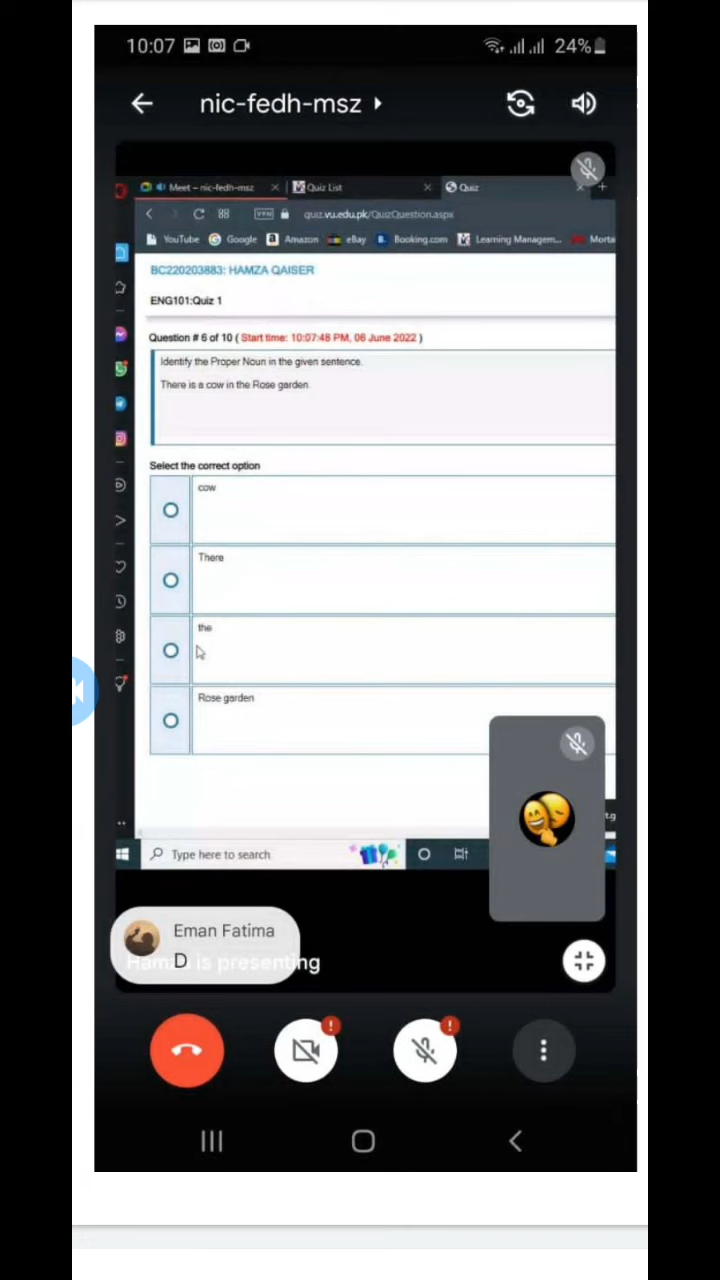 10:07
24%
nic-fedh-msz
Meet – nic-fedh-msz
Quiz List
Quiz
88
VPN
quiz.vu.edu.pk/QuizQuestion.aspx
YouTube Google Amazon eBay Booking.com Learning Managem... Morta
BC220203883: HAMZA QAISER
ENG101:Quiz 1
Question # 6 of 10 ( Start time: 10:07:48 PM, 06 June 2022 )
Identify the Proper Noun in the given sentence.
There is a cow in the Rose garden.
Select the correct option
cow
There
the
Rose garden
Type here to search
Eman Fatima
D
is presenting